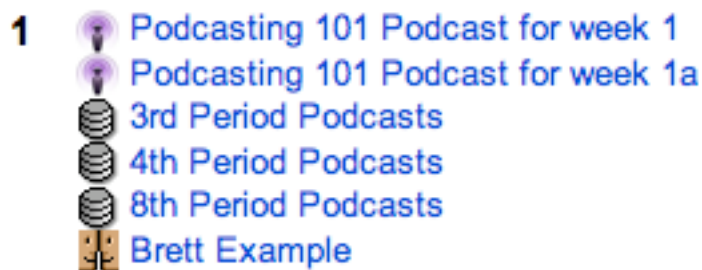 1 Podcasting 101 Podcast for week 1
Podcasting 101 Podcast for week 1a
3rd Period Podcasts
4th Period Podcasts
8th Period Podcasts
Brett Example